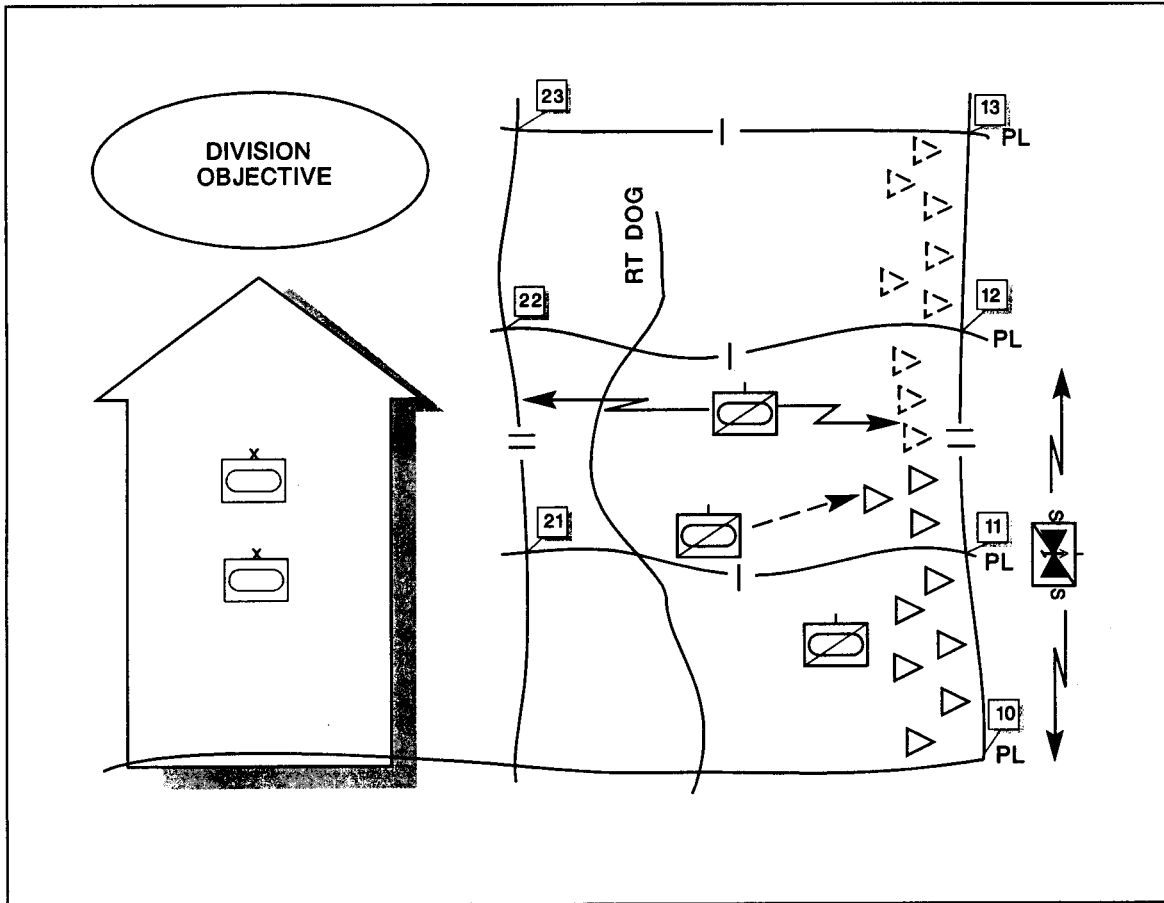 23
13
PL
DIVISION
OBJECTIVE
RT DOG
22
12
PL
X
21
11
PL
S
X
S
10
PL